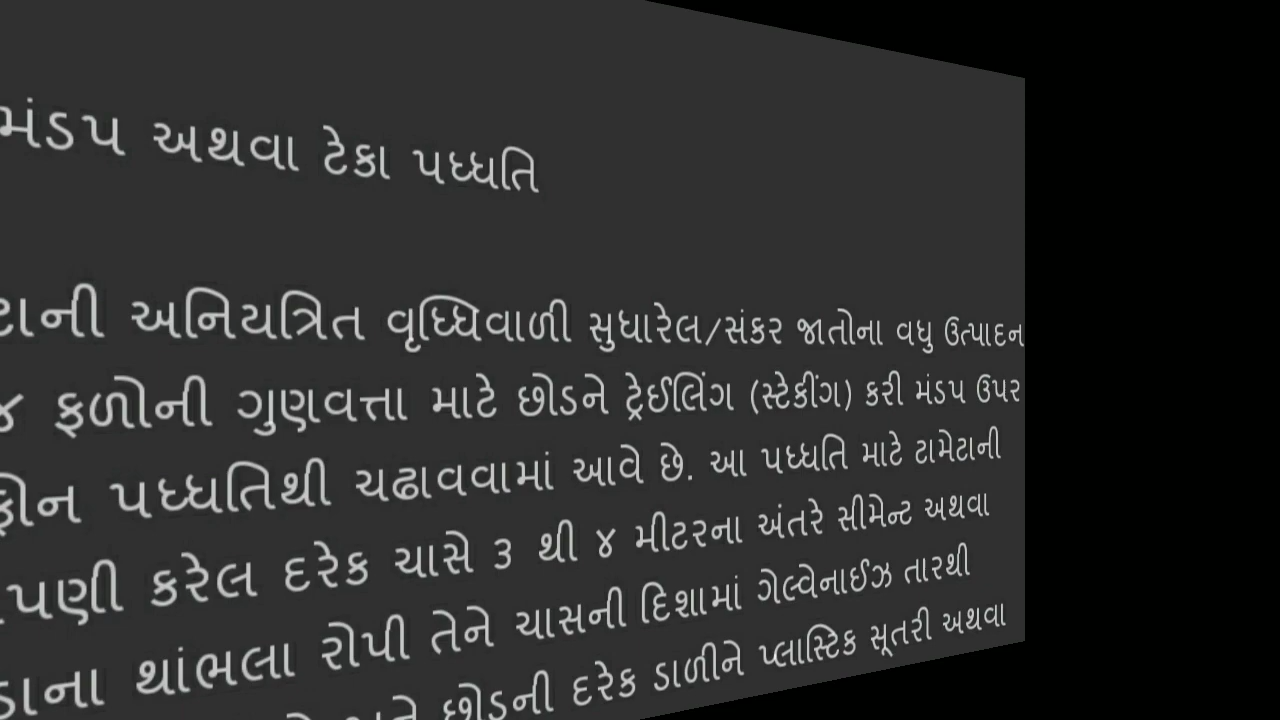 મંડપ અથવા ટેકા પધ્ધતિ
અનિયત્રિત વૃધ્ધિવાળી સુધારેલ/સંકર જાતોના વધુ ઉત્પાદન
૪ ફળોની ગુણવત્તા માટે છોડને ટ્રેઈલિંગ (સ્ટેકીંગ) કરી મંડપ ઉપર
પધ્ધતિથી ચઢાવવામાં આવે છે. આ પધ્ધતિ માટે ટામેટાની
કરેલ દરેક ચાસે ૩ થી ૪ મીટરના અંતરે સીમેન્ટ અથવા
થાંભલા રોપી તેને ચાસની દિશામાં ગેલ્વેનાઈઝ તારથી
છોડની દરેક ડાળીને પ્લાસ્ટિક સૂતરી અથવા